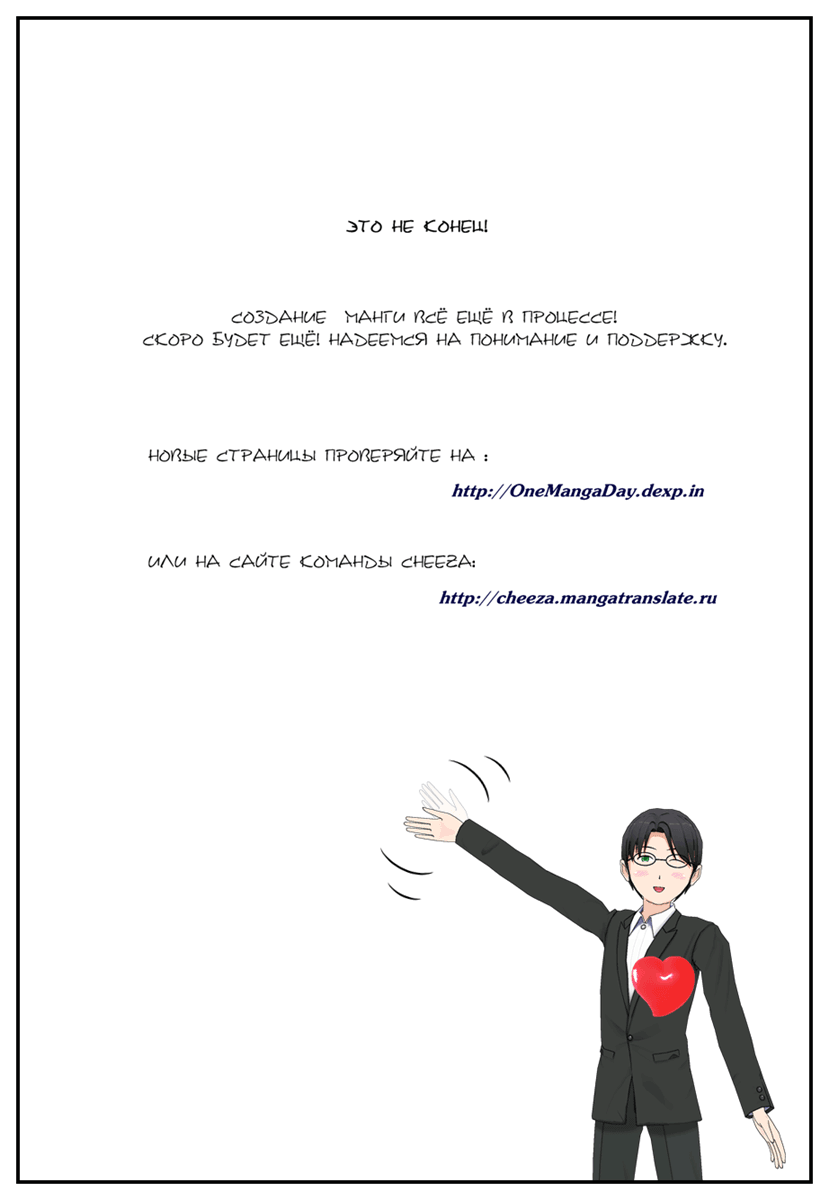 ЭТО НЕ КОНЕЦ!
СОЗДАНИЕ МАНГИ ВСЁ ЕЩЁ В ПРОЦЕССЕ!
СКОРО БУДЕТ ЕЩЁ! НАДЕЕМСЯ НА ПОНИМАНИЕ И ПОДДЕРЖКУ.
НОВЫЕ СТРАНИЦЫ ПРОВЕРЯЙТЕ НА :
http://OneMangaDay.dexp.in
ИЛИ НА САЙТЕ КОМАНДЫ CHEEZA:
http://cheeza.mangatranslate.ru